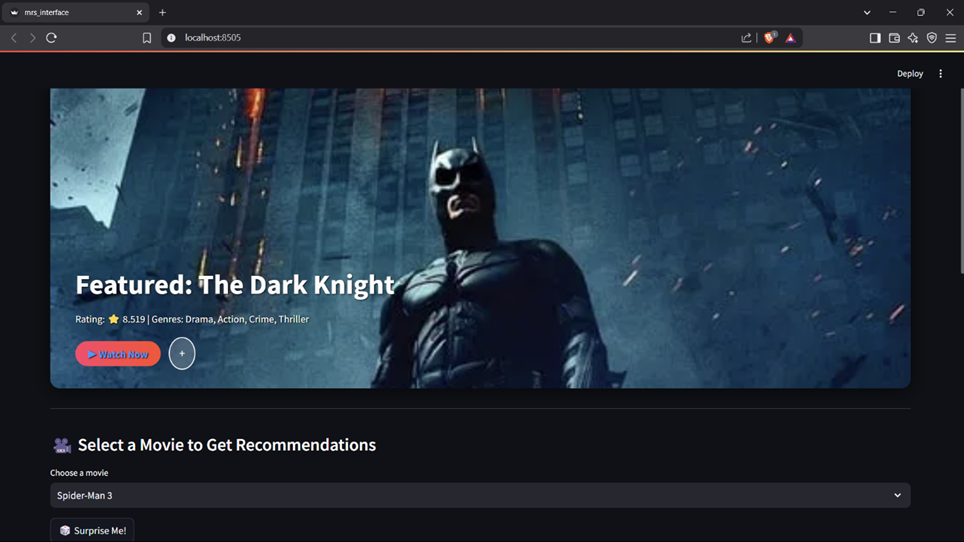 mrs_interface
localhost:8505
1
Deploy
Featured: The Dark Knight
Rating: ⭐ 8.519 | Genres: Drama, Action, Crime, Thriller
▶ Watch Now
+
🎥 Select a Movie to Get Recommendations
Choose a movie
Spider-Man 3
🎲 Surprise Me!